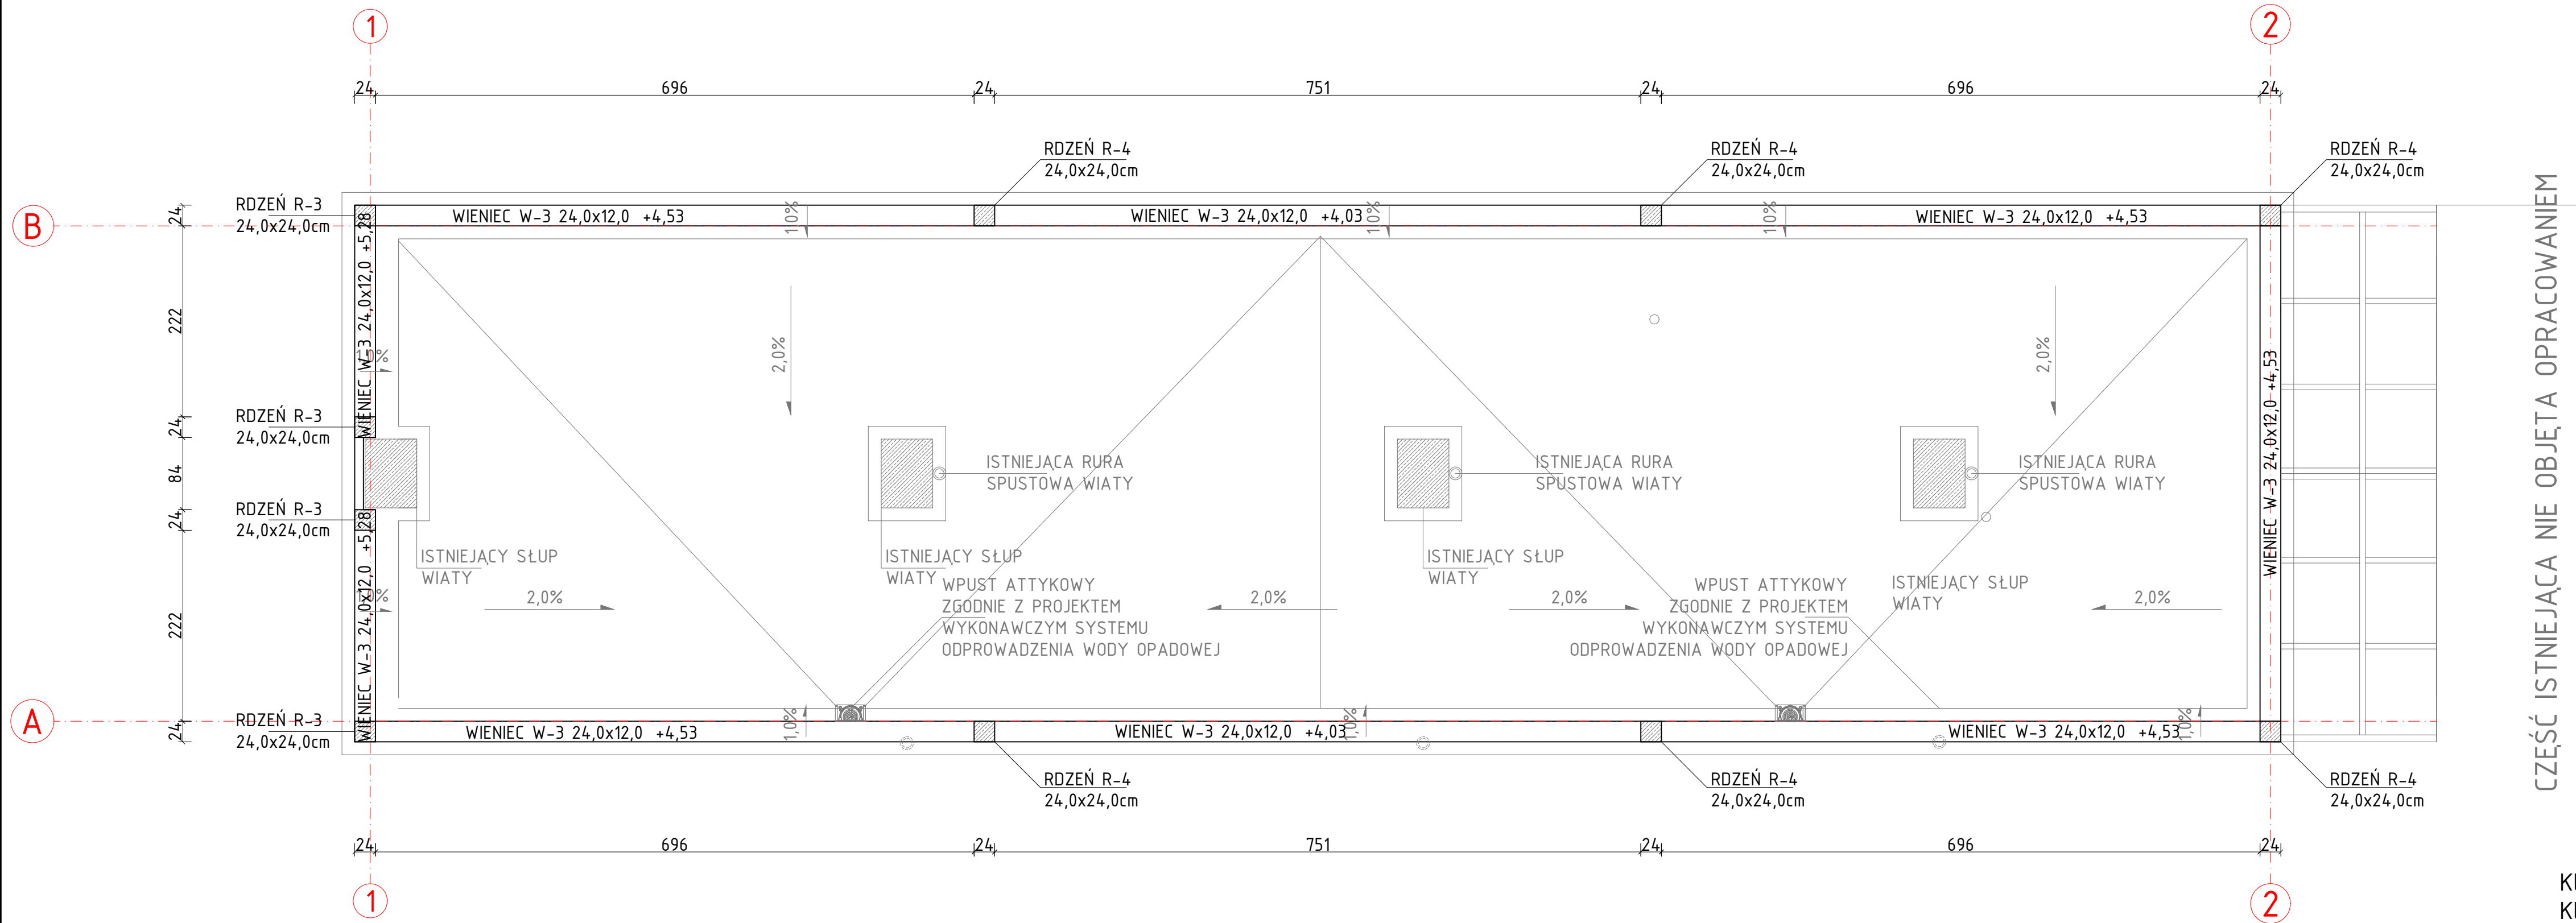 1
2
24
696
24
751
24
696
24
RDZEŃ R-4
24,0x24,0cm
RDZEŃ R-4
24,0x24,0cm
RDZEŃ R-4
24,0x24,0cm
B
24
RDZEŃ R-3
24,0x24,0cm
WIENIEC W-3 24,0x12,0 +4,53
1,0%
WIENIEC W-3 24,0x12,0 +4,03
1,0%
1,0%
WIENIEC W-3 24,0x12,0 +4,53
WIENIEC W-3 24,0x12,0 +5,28
222
1,0%
2,0%
2,0%
WIENIEC W-3 24,0x12,0 +4,53
CZĘŚĆ ISTNIEJĄCA NIE OBJĘTA OPRACOWANIEM
24
RDZEŃ R-3
24,0x24,0cm
84
ISTNIEJĄCA RURA
SPUSTOWA WIATY
ISTNIEJĄCA RURA
SPUSTOWA WIATY
ISTNIEJĄCA RURA
SPUSTOWA WIATY
24
RDZEŃ R-3
24,0x24,0cm
WIENIEC W-3 24,0x12,0 +5,28
222
1,0%
ISTNIEJĄCY SŁUP
WIATY
ISTNIEJĄCY SŁUP
WIATY
ISTNIEJĄCY SŁUP
WIATY
ISTNIEJĄCY SŁUP
WIATY
WPUST ATTYKOWY
ZGODNIE Z PROJEKTEM
WYKONAWCZYM SYSTEMU
ODPROWADZENIA WODY OPADOWEJ
WPUST ATTYKOWY
ZGODNIE Z PROJEKTEM
WYKONAWCZYM SYSTEMU
ODPROWADZENIA WODY OPADOWEJ
2,0%
2,0%
2,0%
2,0%
A
24
RDZEŃ R-3
24,0x24,0cm
WIENIEC W-3 24,0x12,0 +4,53
1,0%
WIENIEC W-3 24,0x12,0 +4,03
1,0%
WIENIEC W-3 24,0x12,0 +4,53
1,0%
RDZEŃ R-4
24,0x24,0cm
RDZEŃ R-4
24,0x24,0cm
RDZEŃ R-4
24,0x24,0cm
24
696
24
751
24
696
24
1
2